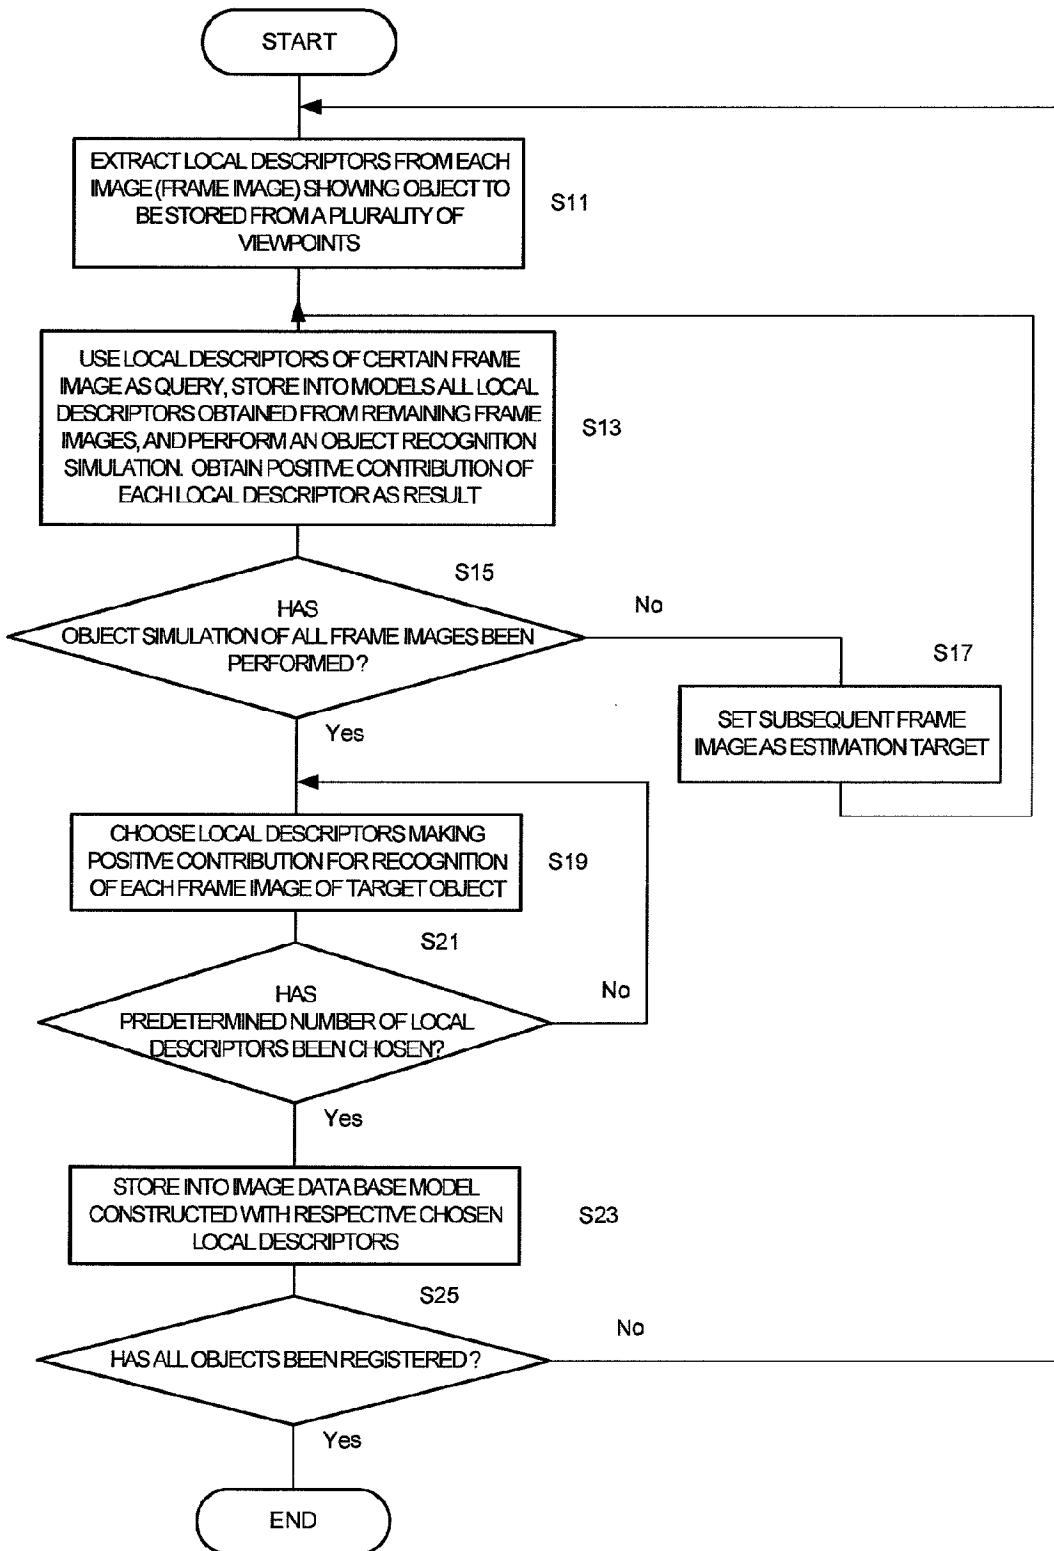 START
EXTRACT LOCAL DESCRIPTORS FROM EACH
IMAGE (FRAME IMAGE) SHOWING OBJECT TO
BE STORED FROM A PLURALITY OF
VIEWPOINTS
S11
USE LOCAL DESCRIPTORS OF CERTAIN FRAME
IMAGE AS QUERY, STORE INTO MODELS ALL LOCAL
DESCRIPTORS OBTAINED FROM REMAINING FRAME
IMAGES, AND PERFORM AN OBJECT RECOGNITION
SIMULATION. OBTAIN POSITIVE CONTRIBUTION OF
EACH LOCAL DESCRIPTOR AS RESULT
S13
S15
HAS
OBJECT SIMULATION OF ALL FRAME IMAGES BEEN
PERFORMED?
No
S17
SET SUBSEQUENT FRAME
IMAGE AS ESTIMATION TARGET
Yes
CHOOSE LOCAL DESCRIPTORS MAKING
POSITIVE CONTRIBUTION FOR RECOGNITION
OF EACH FRAME IMAGE OF TARGET OBJECT
S19
S21
HAS
PREDETERMINED NUMBER OF LOCAL
DESCRIPTORS BEEN CHOSEN?
No
Yes
STORE INTO IMAGE DATA BASE MODEL
CONSTRUCTED WITH RESPECTIVE CHOSEN
LOCAL DESCRIPTORS
S23
S25
HAS ALL OBJECTS BEEN REGISTERED?
No
Yes
END